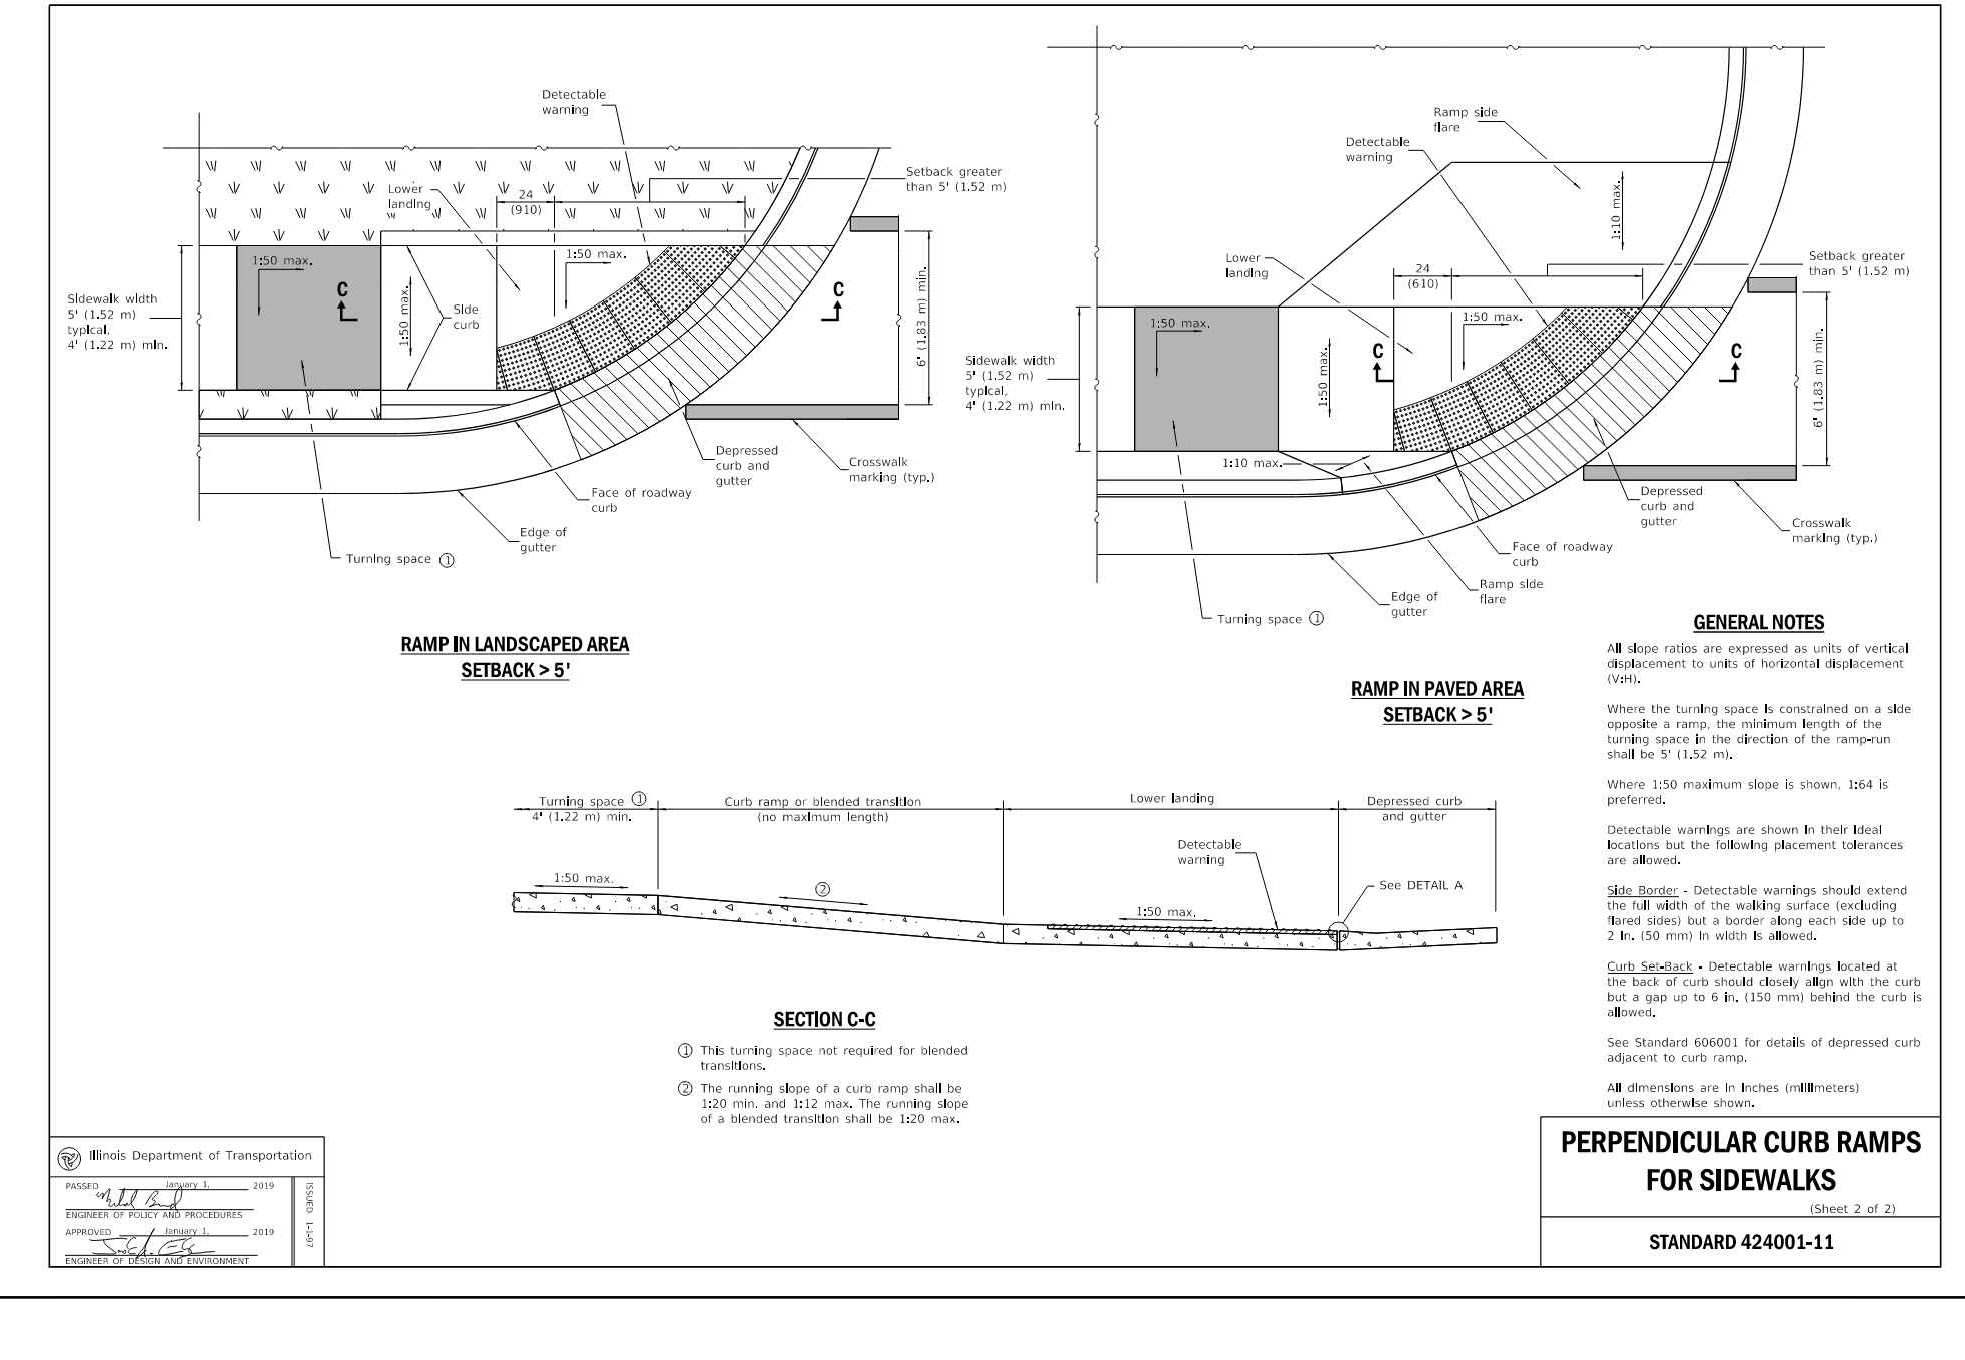 Detectable
warning
Setback greater
than 5' (1.52 m)
Lower
landing
24
(910)
1:50 max.
1:50 max.
1:50 max.
C
C
Side
curb
Sidewalk width
5' (1.52 m)
typical,
4' (1.22 m) min.
6' (1.83 m) min.
Depressed
curb and
gutter
Crosswalk
marking (typ.)
Face of roadway
curb
Edge of
gutter
Turning space ①
RAMP IN LANDSCAPED AREA
SETBACK > 5'
Ramp side
flare
Detectable
warning
1:10 max.
Lower
landing
Setback greater
than 5' (1.52 m)
24
(610)
1:50 max.
1:50 max.
1:50 max.
C
C
Sidewalk width
5' (1.52 m)
typical,
4' (1.22 m) min.
6' (1.83 m) min.
1:10 max.
Depressed
curb and
gutter
Crosswalk
marking (typ.)
Face of roadway
curb
Ramp side
flare
Edge of
gutter
Turning space ①
RAMP IN PAVED AREA
SETBACK > 5'
Turning space ①
4' (1.22 m) min.
Curb ramp or blended transition
(no maximum length)
Lower landing
Depressed curb
and gutter
Detectable
warning
1:50 max.
②
1:50 max.
See DETAIL A
SECTION C-C
① This turning space not required for blended
transitions.
② The running slope of a curb ramp shall be
1:20 min. and 1:12 max. The running slope
of a blended transition shall be 1:20 max.
GENERAL NOTES
All slope ratios are expressed as units of vertical
displacement to units of horizontal displacement
(V:H).
Where the turning space is constrained on a side
opposite a ramp, the minimum length of the
turning space in the direction of the ramp-run
shall be 5' (1.52 m).
Where 1:50 maximum slope is shown, 1:64 is
preferred.
Detectable warnings are shown in their ideal
locations but the following placement tolerances
are allowed.
Side Border - Detectable warnings should extend
the full width of the walking surface (excluding
flared sides) but a border along each side up to
2 in. (50 mm) in width is allowed.
Curb Set-Back - Detectable warnings located at
the back of curb should closely align with the curb
but a gap up to 6 in. (150 mm) behind the curb is
allowed.
See Standard 606001 for details of depressed curb
adjacent to curb ramp.
All dimensions are in inches (millimeters)
unless otherwise shown.
Illinois Department of Transportation
PASSED January 1, 2019
ENGINEER OF POLICY AND PROCEDURES
APPROVED January 1, 2019
ENGINEER OF DESIGN AND ENVIRONMENT
ISSUED 1-1-97
PERPENDICULAR CURB RAMPS
FOR SIDEWALKS
(Sheet 2 of 2)
STANDARD 424001-11